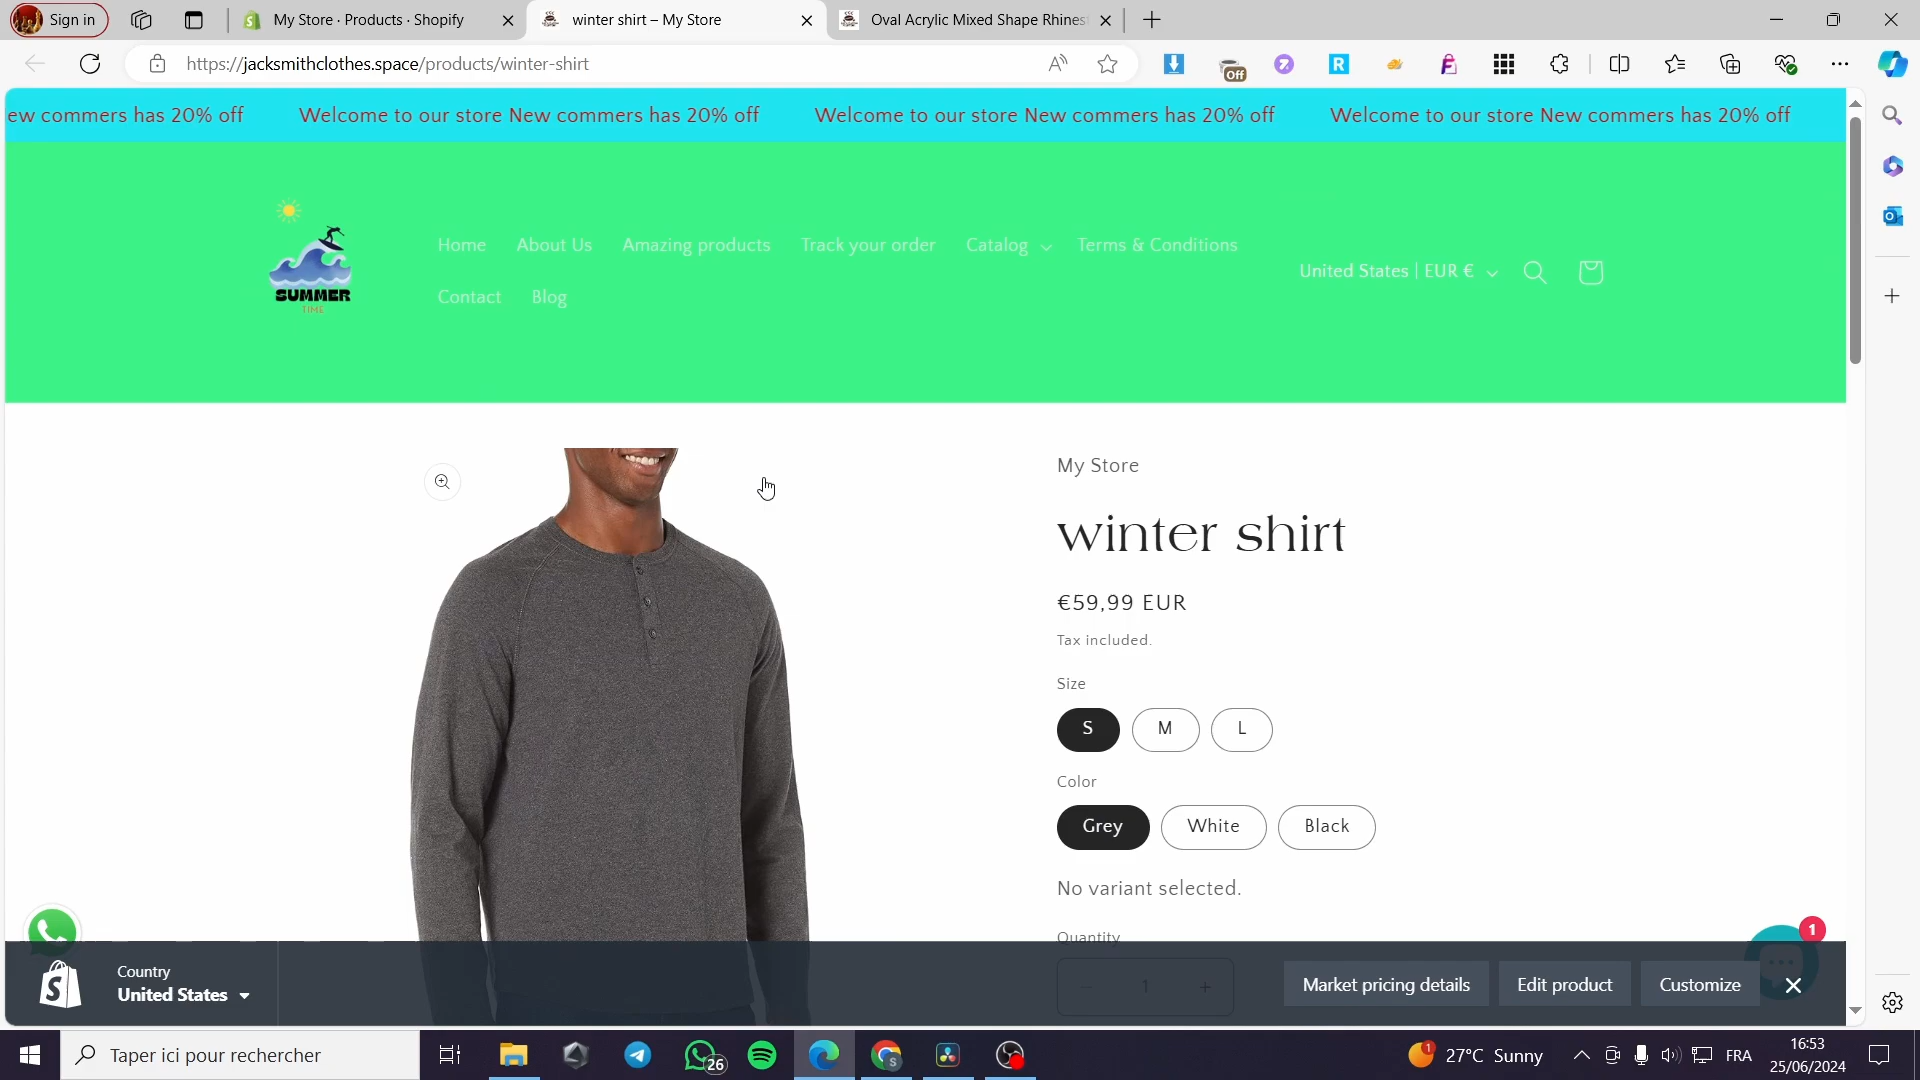 Sign in
My Store · Products · Shopify
winter shirt – My Store
Oval Acrylic Mixed Shape Rhines
https://jacksmithclothes.space/products/winter-shirt
Off
ew commers has 20% off Welcome to our store New commers has 20% off Welcome to our store New commers has 20% off Welcome to our store New commers has 20% off
SUMMER
TIME
Home About Us Amazing products Track your order Catalog Terms & Conditions
Contact Blog
United States | EUR €
My Store
winter shirt
€59,99 EUR
Tax included.
Size
S M L
Color
Grey White Black
No variant selected.
Quantity
1
1
Country
United States
Market pricing details Edit product Customize
Taper ici pour rechercher
26
1
27°C Sunny
FRA
16:53
25/06/2024